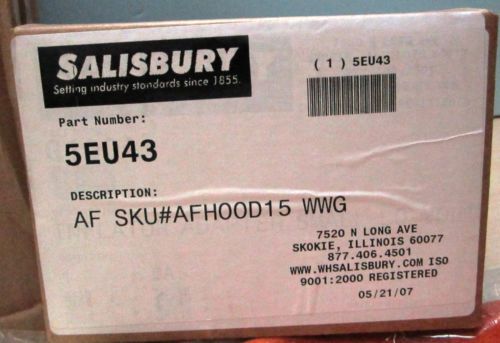 SALISBURY
Setting industry standards since 1855.
( 1 ) 5EU43
Part Number:
5EU43
DESCRIPTION:
AF SKU#AFHOOD15 WWG
7520 N LONG AVE
SKOKIE, ILLINOIS 60077
877.406.4501
WWW.WHSALISBURY.COM ISO
9001:2000 REGISTERED
05/21/07